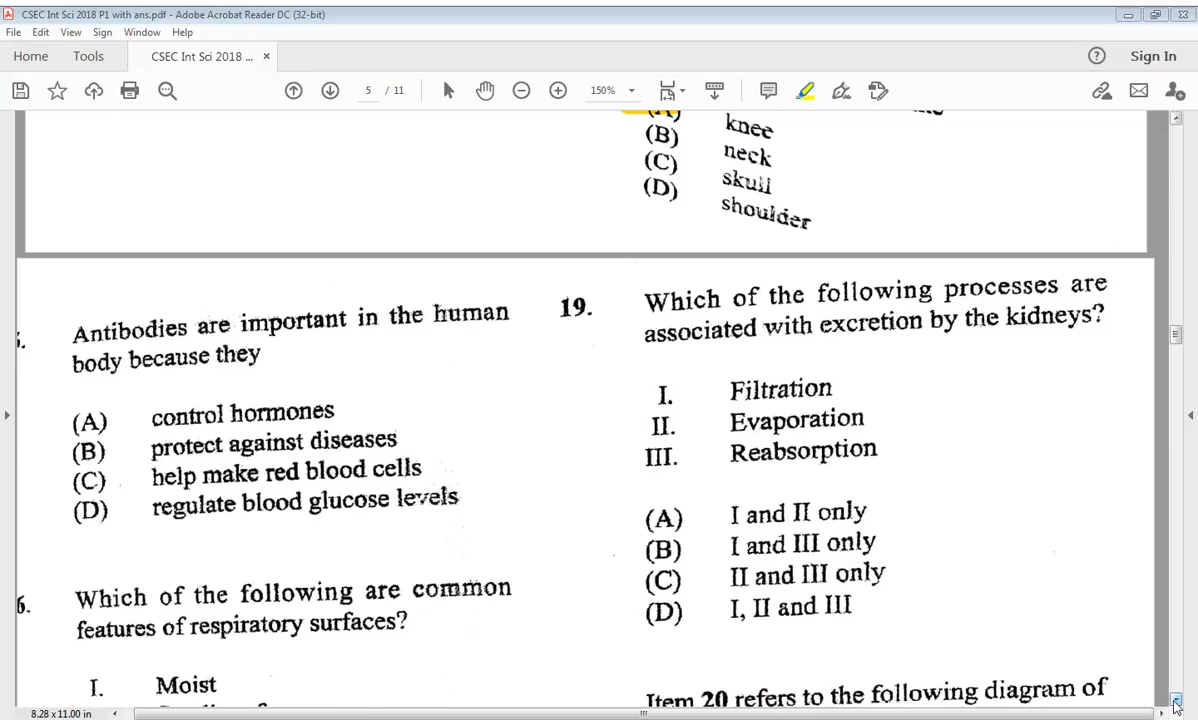 CSEC Int Sci 2018 P1 with ans.pdf - Adobe Acrobat Reader DC (32-bit)
File Edit View Sign Window Help
Home Tools CSEC Int Sci 2018 ... × Sign In
5 / 11 150%
(A) knee
(B) neck
(C) skull
(D) shoulder
Antibodies are important in the human
body because they
(A) control hormones
(B) protect against diseases
(C) help make red blood cells
(D) regulate blood glucose levels
6. Which of the following are common
features of respiratory surfaces?
I. Moist
19. Which of the following processes are
associated with excretion by the kidneys?
I. Filtration
II. Evaporation
III. Reabsorption
(A) I and II only
(B) I and III only
(C) II and III only
(D) I, II and III
Item 20 refers to the following diagram of
8.28 x 11.00 in